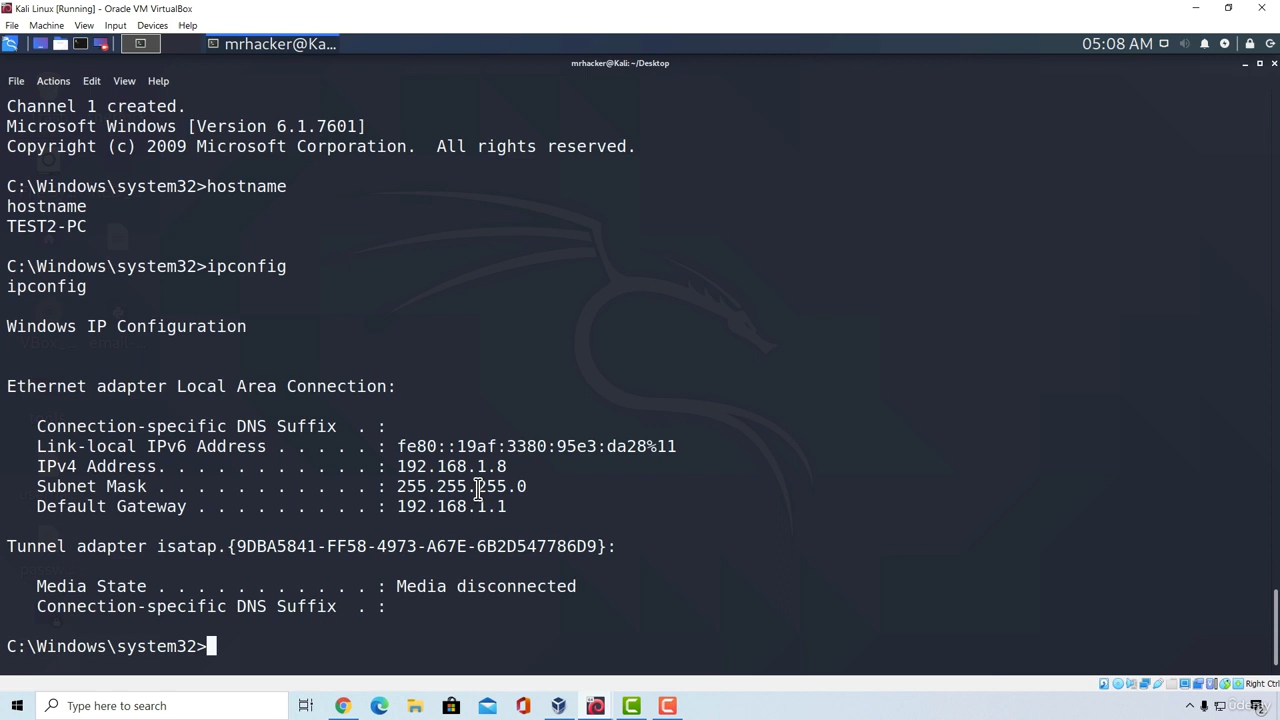 Kali Linux [Running] - Oracle VM VirtualBox
File Machine View Input Devices Help
mrhacker@Ka...
05:08 AM
mrhacker@Kali: ~/Desktop
File Actions Edit View Help
Channel 1 created.
Microsoft Windows [Version 6.1.7601]
Copyright (c) 2009 Microsoft Corporation.  All rights reserved.
C:\Windows\system32>hostname
hostname
TEST2-PC
C:\Windows\system32>ipconfig
ipconfig
Windows IP Configuration
Ethernet adapter Local Area Connection:
Connection-specific DNS Suffix  . :
Link-local IPv6 Address . . . . . : fe80::19af:3380:95e3:da28%11
IPv4 Address. . . . . . . . . . . : 192.168.1.8
Subnet Mask . . . . . . . . . . . : 255.255.255.0
Default Gateway . . . . . . . . . : 192.168.1.1
Tunnel adapter isatap.{9DBA5841-FF58-4973-A67E-6B2D547786D9}:
Media State . . . . . . . . . . . : Media disconnected
Connection-specific DNS Suffix  . :
C:\Windows\system32>
Right Ctrl
Type here to search